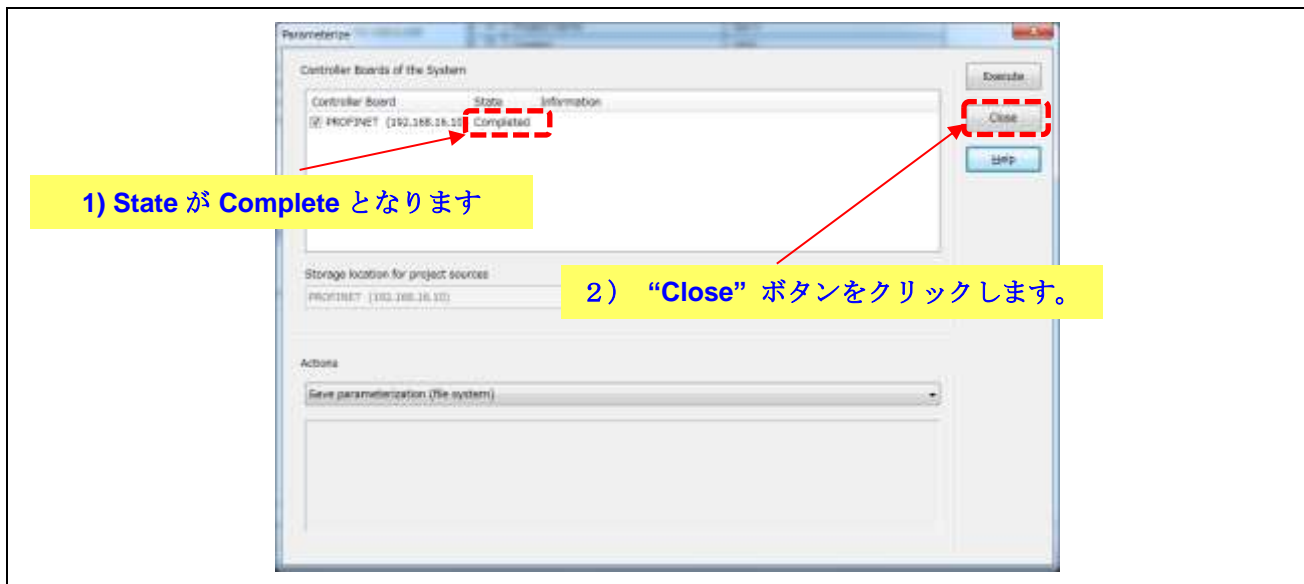 Parameterize
Controller Boards of the System
Execute
Controller Board State Information
PROFINET (192.168.16.10 Completed
Close
Help
1) State が Complete となります
Storage location for project sources
PROFINET (192.168.16.10)
２） “Close” ボタンをクリックします。
Actions
Save parameterization (file system)